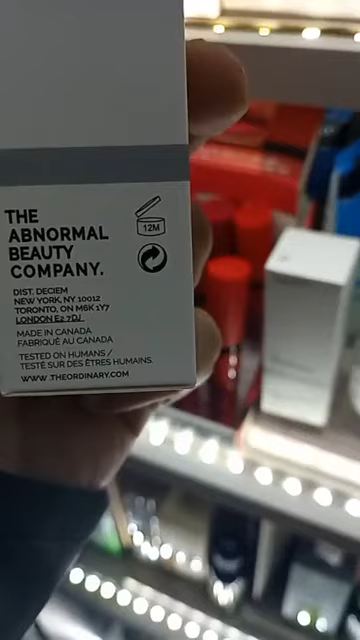 THE
ABNORMAL
BEAUTY
COMPANY.
12M
DIST. DECIEM
NEW YORK, NY 10012
TORONTO, ON M6K 1Y7
LONDON E2 7DJ
MADE IN CANADA
FABRIQUÉ AU CANADA
TESTED ON HUMANS /
TESTÉ SUR DES ÊTRES HUMAINS.
WWW.THEORDINARY.COM